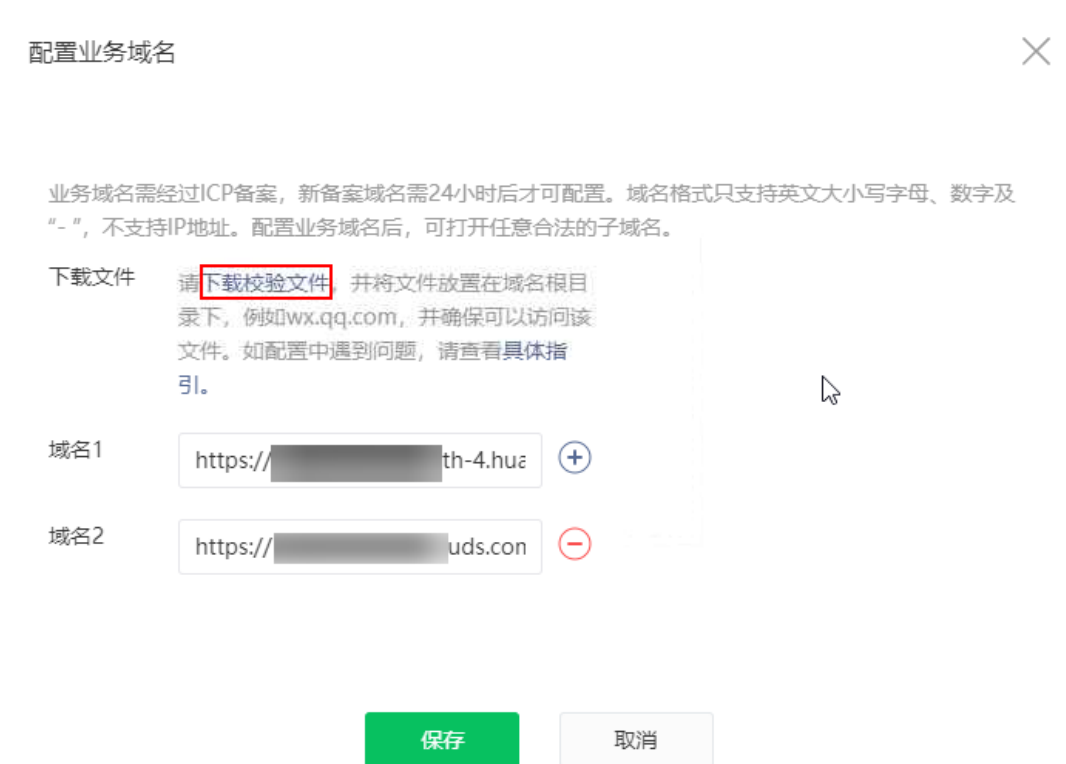 配置业务域名
业务域名需经过ICP备案，新备案域名需24小时后才可配置。域名格式只支持英文大小写字母、数字及
“- ”，不支持IP地址。配置业务域名后，可打开任意合法的子域名。
下载文件
请下载校验文件，并将文件放置在域名根目
录下，例如wx.qq.com，并确保可以访问该
文件。如配置中遇到问题，请查看具体指
引。
域名1
https:// th-4.hua
域名2
https:// uds.con
保存
取消